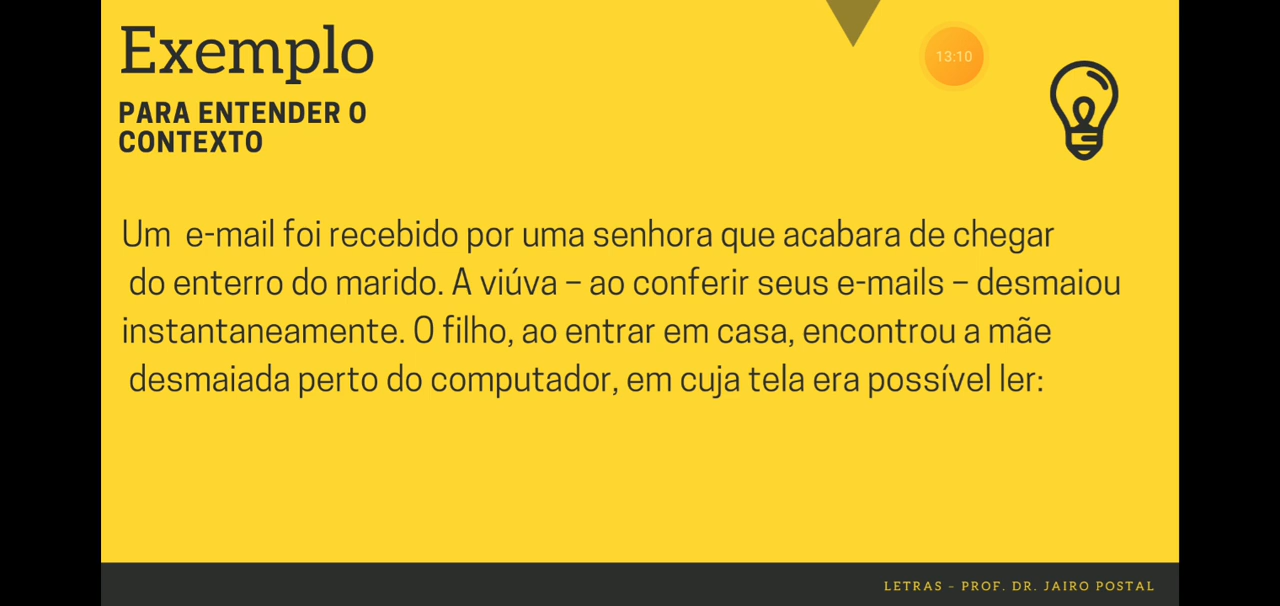 Exemplo
13:10
PARA ENTENDER O
CONTEXTO
Um e-mail foi recebido por uma senhora que acabara de chegar
do enterro do marido. A viúva – ao conferir seus e-mails – desmaiou
instantaneamente. O filho, ao entrar em casa, encontrou a mãe
desmaiada perto do computador, em cuja tela era possível ler:
LETRAS - PROF. DR. JAIRO POSTAL